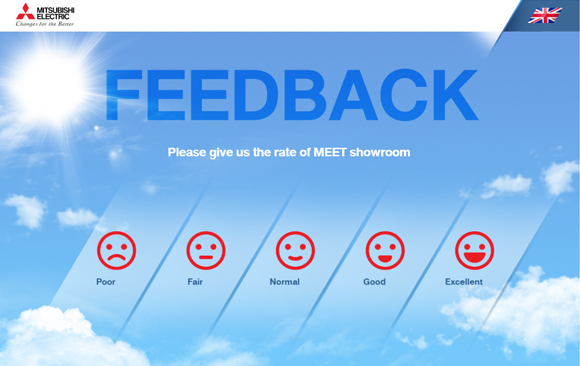 MITSUBISHI
ELECTRIC
Changes for the Better
FEEDBACK
Please give us the rate of MEET showroom
Poor
Fair
Normal
Good
Excellent